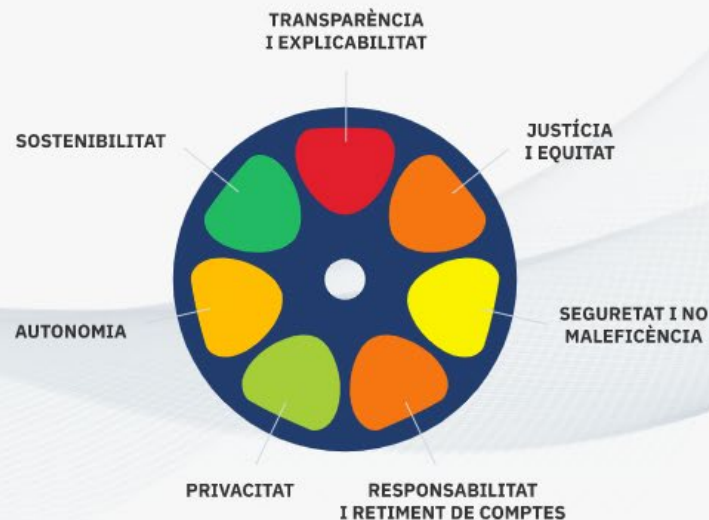 TRANSPARÈNCIA
I EXPLICABILITAT
SOSTENIBILITAT
JUSTÍCIA
I EQUITAT
AUTONOMIA
SEGURETAT I NO
MALEFICÈNCIA
PRIVACITAT
RESPONSABILITAT
I RETIMENT DE COMPTES